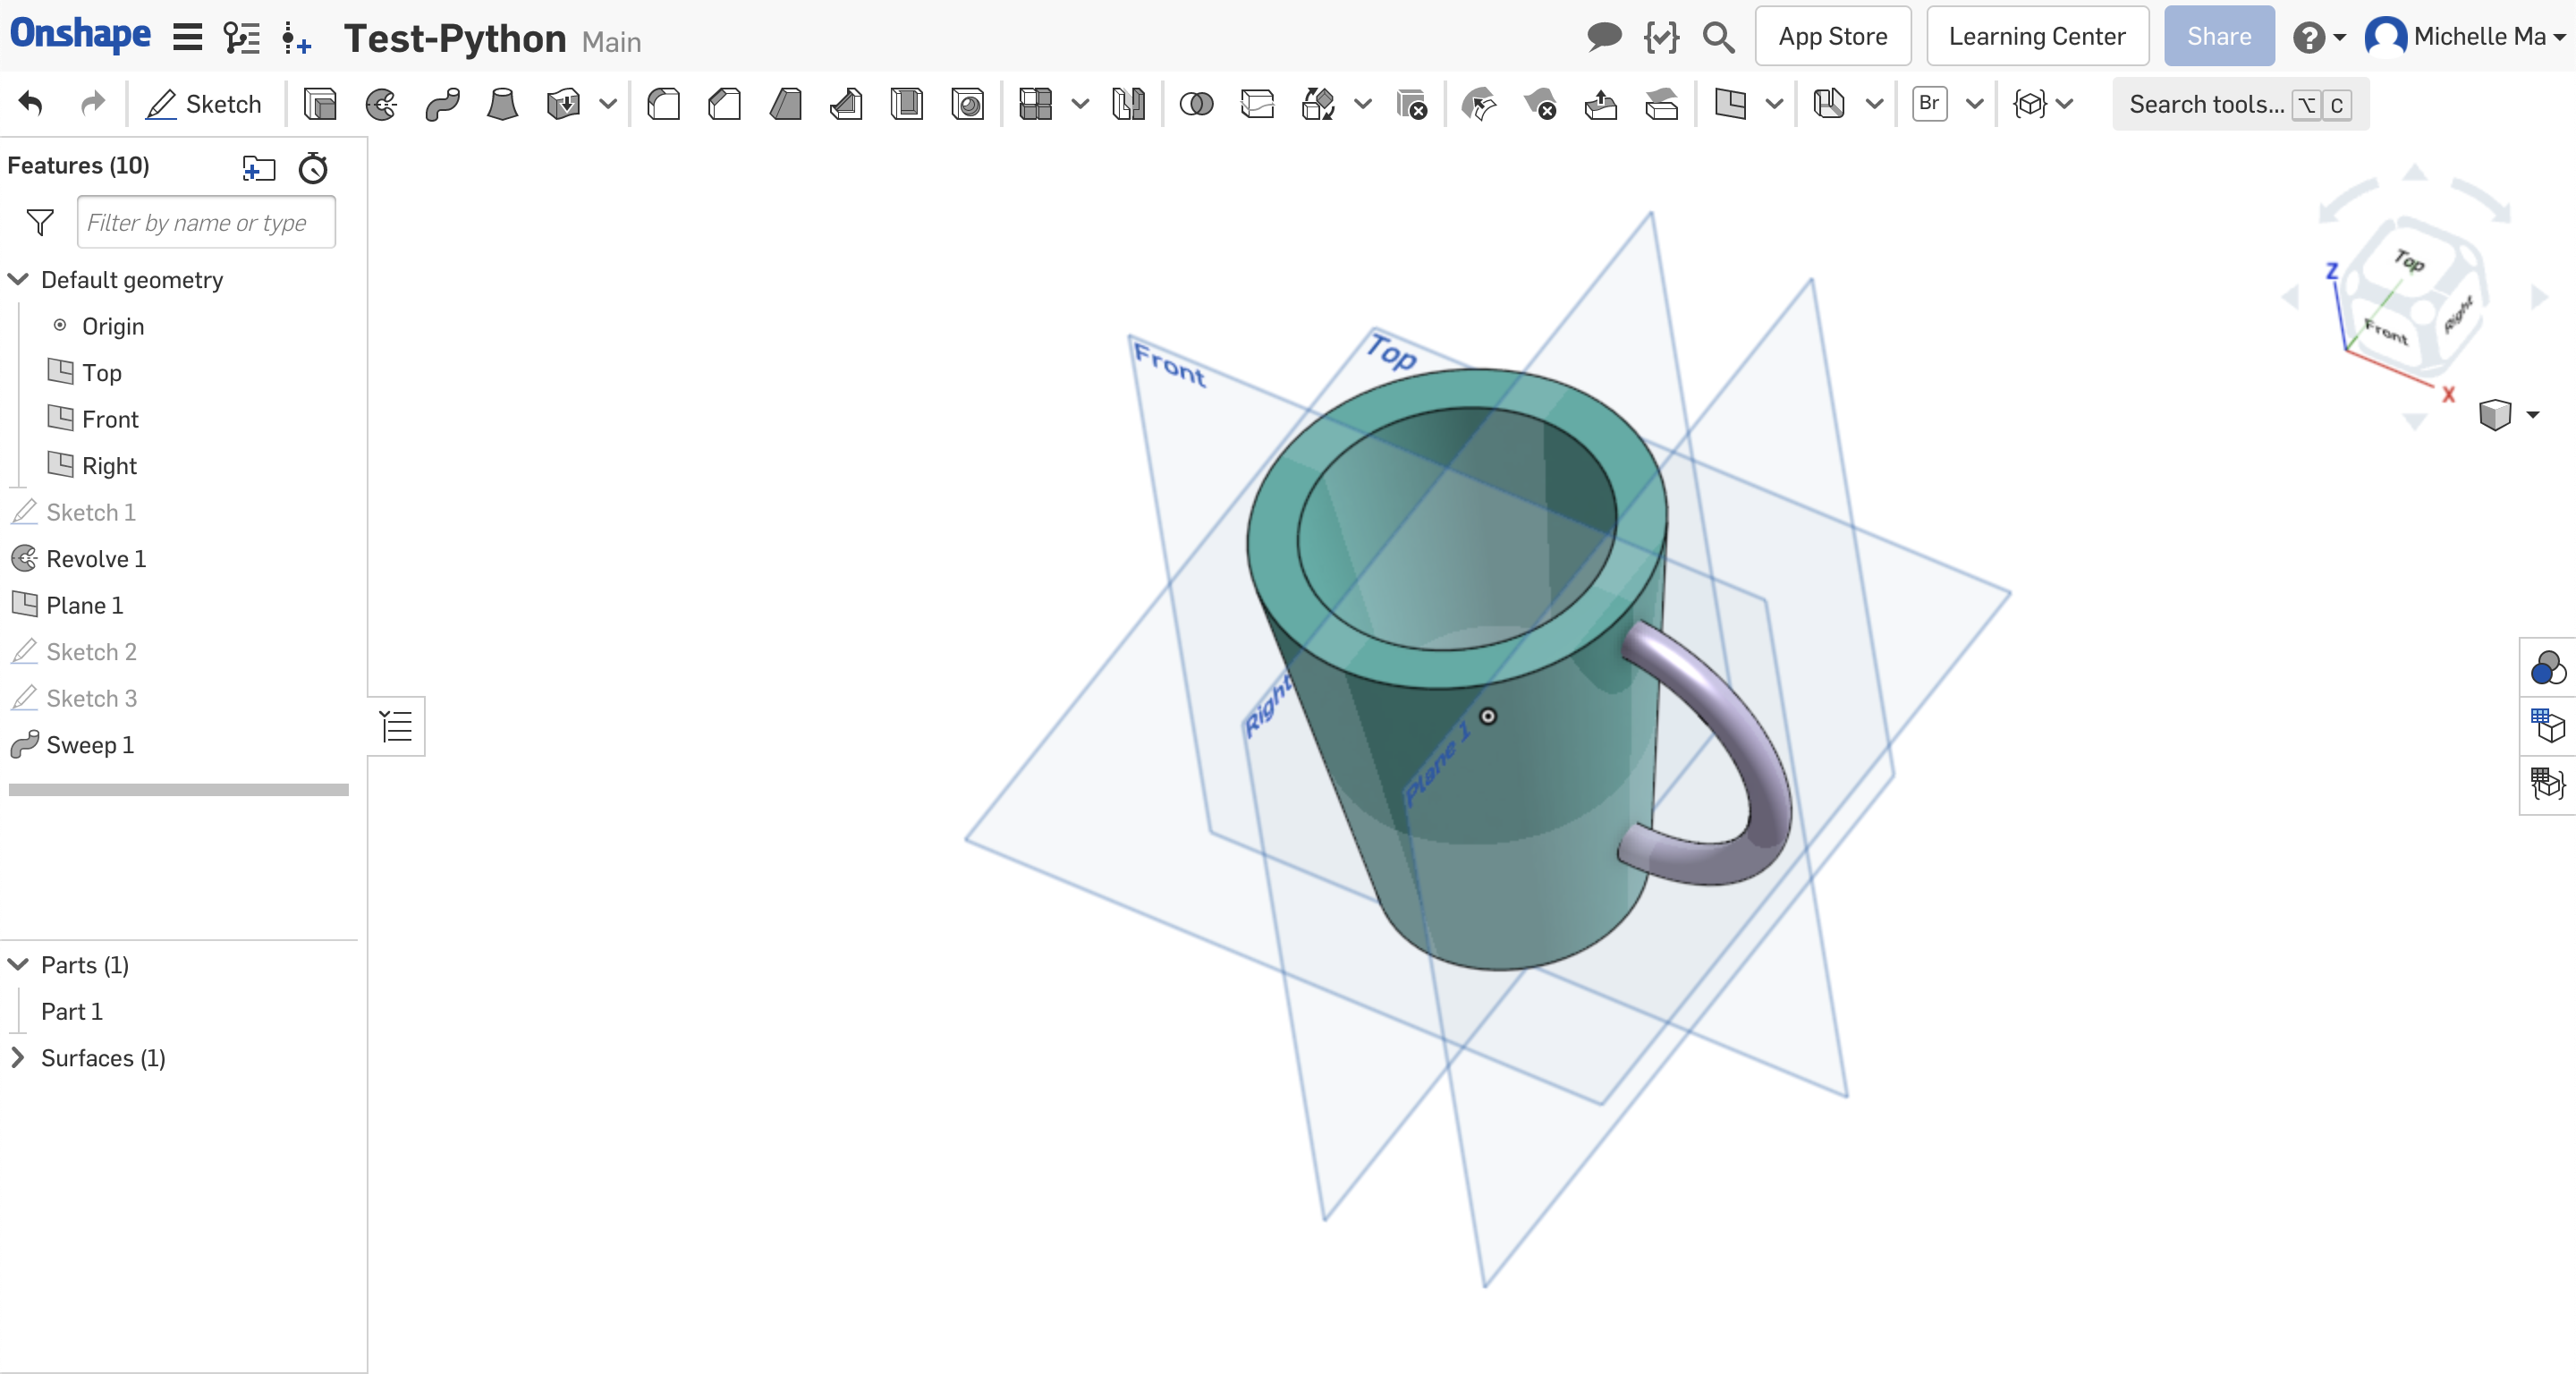 Onshape Test-Python Main App Store Learning Center Share ? Michelle Ma
Sketch Br Search tools... ⌥ C
Features (10)
Filter by name or type
Default geometry
Origin
Top
Front
Right
Sketch 1
Revolve 1
Plane 1
Sketch 2
Sketch 3
Sweep 1
Parts (1)
Part 1
Surfaces (1)
Front
Top
Right
Plane 1
Top
Z
Front
Right
X